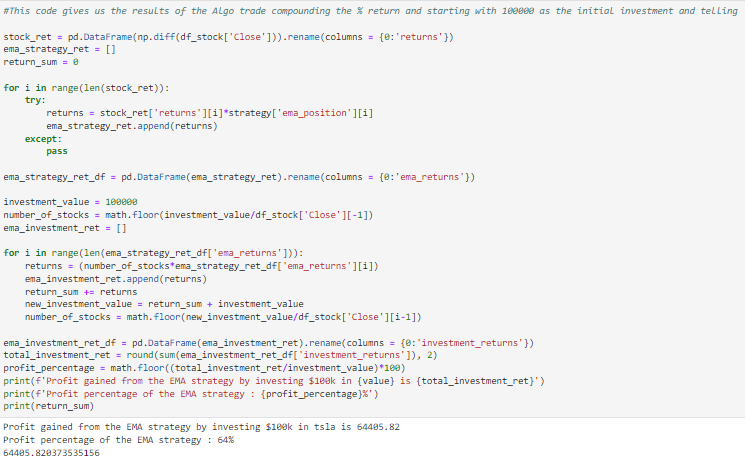 #This code gives us the results of the Algo trade compounding the % return and starting with 100000 as the initial investment and telling
stock_ret = pd.DataFrame(np.diff(df_stock['Close'])).rename(columns = {0:'returns'})
ema_strategy_ret = []
return_sum = 0
for i in range(len(stock_ret)):
    try:
        returns = stock_ret['returns'][i]*strategy['ema_position'][i]
        ema_strategy_ret.append(returns)
    except:
        pass
ema_strategy_ret_df = pd.DataFrame(ema_strategy_ret).rename(columns = {0:'ema_returns'})
investment_value = 100000
number_of_stocks = math.floor(investment_value/df_stock['Close'][-1])
ema_investment_ret = []
for i in range(len(ema_strategy_ret_df['ema_returns'])):
    returns = (number_of_stocks*ema_strategy_ret_df['ema_returns'][i])
    ema_investment_ret.append(returns)
    return_sum += returns
    new_investment_value = return_sum + investment_value
    number_of_stocks = math.floor(new_investment_value/df_stock['Close'][i-1])
ema_investment_ret_df = pd.DataFrame(ema_investment_ret).rename(columns = {0:'investment_returns'})
total_investment_ret = round(sum(ema_investment_ret_df['investment_returns']), 2)
profit_percentage = math.floor((total_investment_ret/investment_value)*100)
print(f'Profit gained from the EMA strategy by investing $100k in {value} is {total_investment_ret}')
print(f'Profit percentage of the EMA strategy : {profit_percentage}%')
print(return_sum)
Profit gained from the EMA strategy by investing $100k in tsla is 64405.82
Profit percentage of the EMA strategy : 64%
64405.820373535156